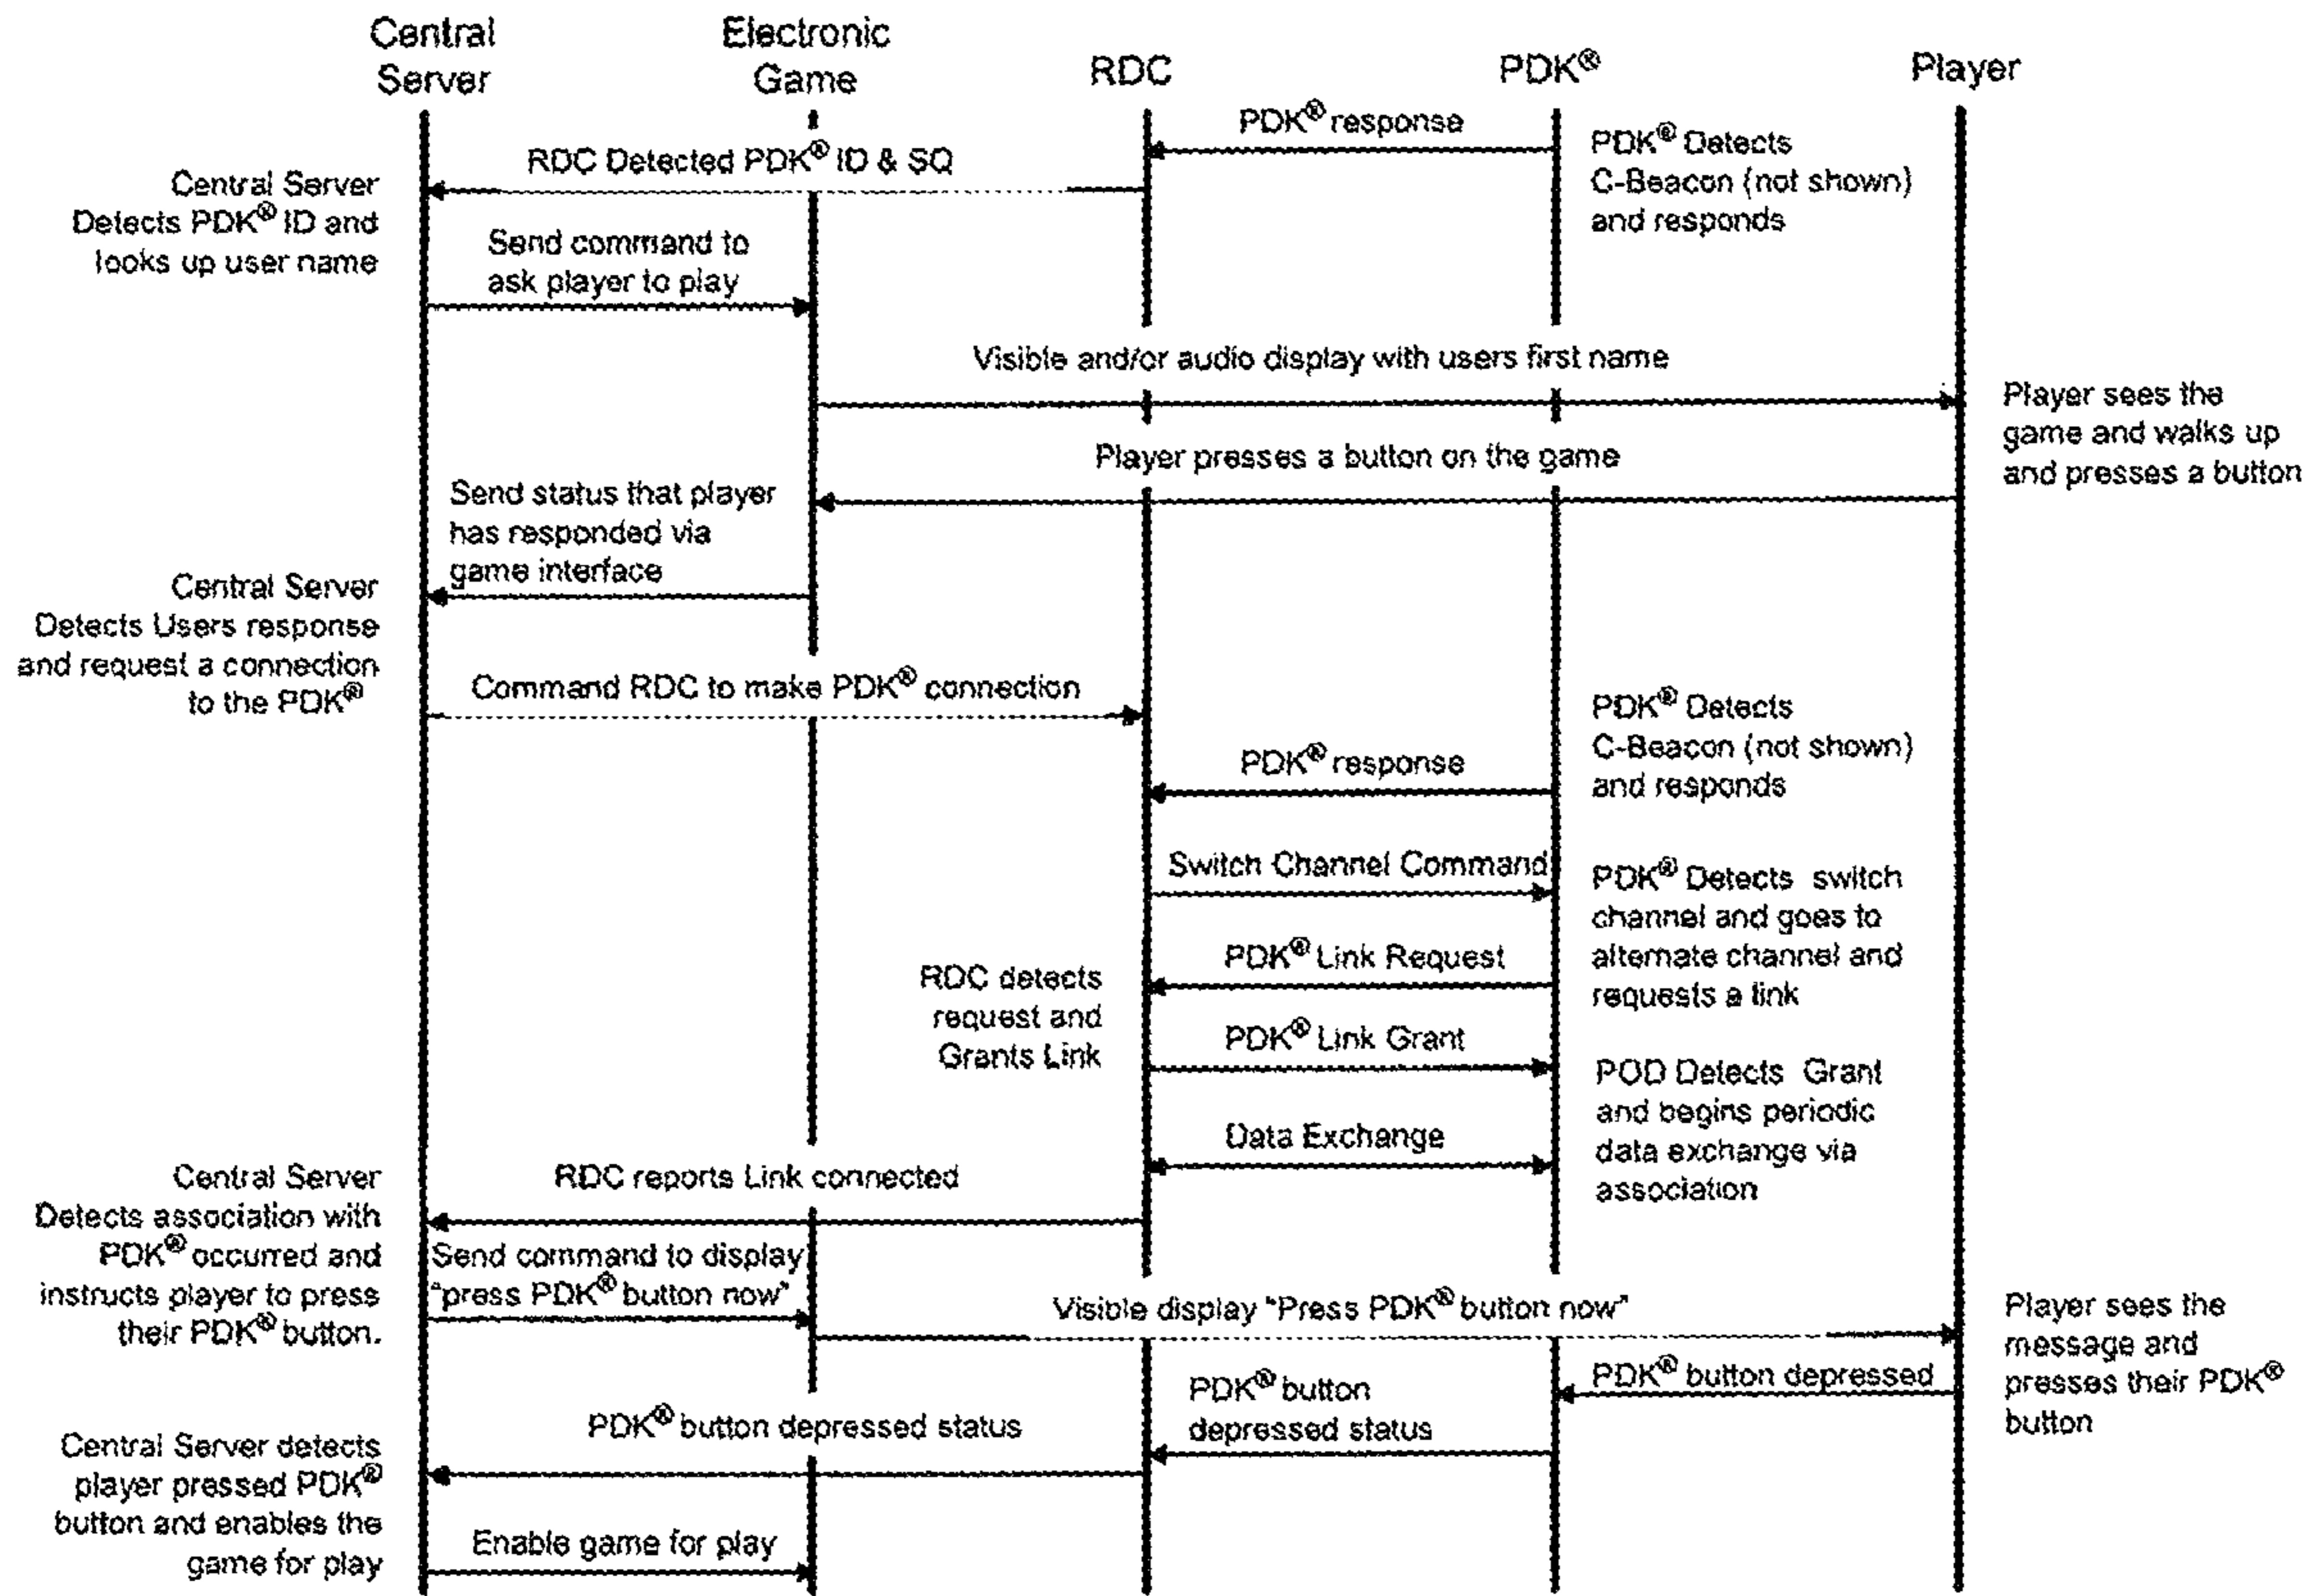 Central
Server
Electronic
Game
RDC
PDK®
Player
PDK® response
PDK® Detects
C-Beacon (not shown)
and responds
RDC Detected PDK® ID & SQ
Central Server
Detects PDK® ID and
looks up user name
Send command to
ask player to play
Visible and/or audio display with users first name
Player sees the
game and walks up
and presses a button
Player presses a button on the game
Send status that player
has responded via
game interface
Central Server
Detects Users response
and request a connection
to the PDK®
Command RDC to make PDK® connection
PDK® Detects
C-Beacon (not shown)
and responds
PDK® response
Switch Channel Command
PDK® Detects switch
channel and goes to
alternate channel and
requests a link
PDK® Link Request
RDC detects
request and
Grants Link
PDK® Link Grant
POD Detects Grant
and begins periodic
data exchange via
association
Data Exchange
RDC reports Link connected
Central Server
Detects association with
PDK® occurred and
instructs player to press
their PDK® button.
Send command to display
"press PDK® button now"
Visible display "Press PDK® button now"
Player sees the
message and
presses their PDK®
button
PDK® button depressed
PDK® button
depressed status
PDK® button depressed status
Central Server detects
player pressed PDK®
button and enables the
game for play
Enable game for play